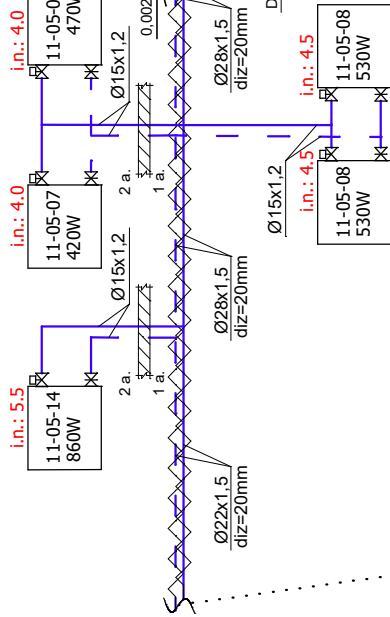 i.n.: 4.0
11-05-0
470W
0,002
D
Ø28x1,5
diz=20mm
i.n.: 4.5
11-05-08
530W
Ø15x1,2
2 a.
1 a.
i.n.: 4.0
11-05-07
420W
i.n.: 4.5
11-05-08
530W
Ø15x1,2
Ø15x1,2
Ø28x1,5
diz=20mm
i.n.: 5.5
11-05-14
860W
2 a.
1 a.
Ø22x1,5
diz=20mm